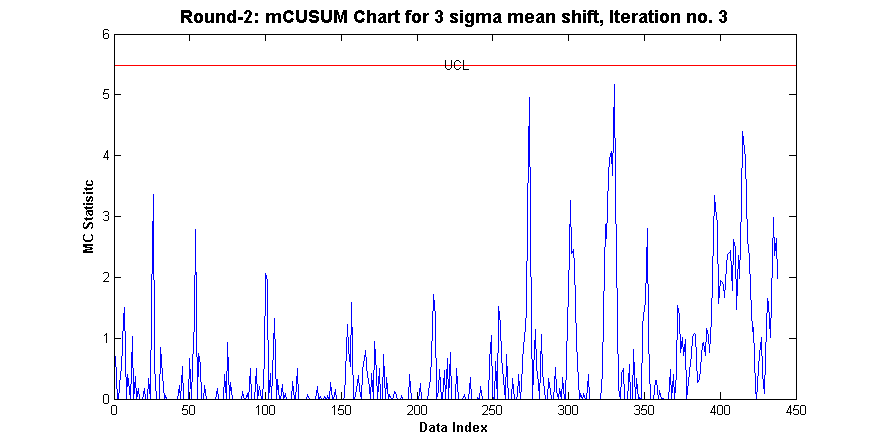 Round-2: mCUSUM Chart for 3 sigma mean shift, Iteration no. 3
6
UCL
5
4
MC Statisitc
3
2
1
0
0 50 100 150 200 250 300 350 400 450
Data Index